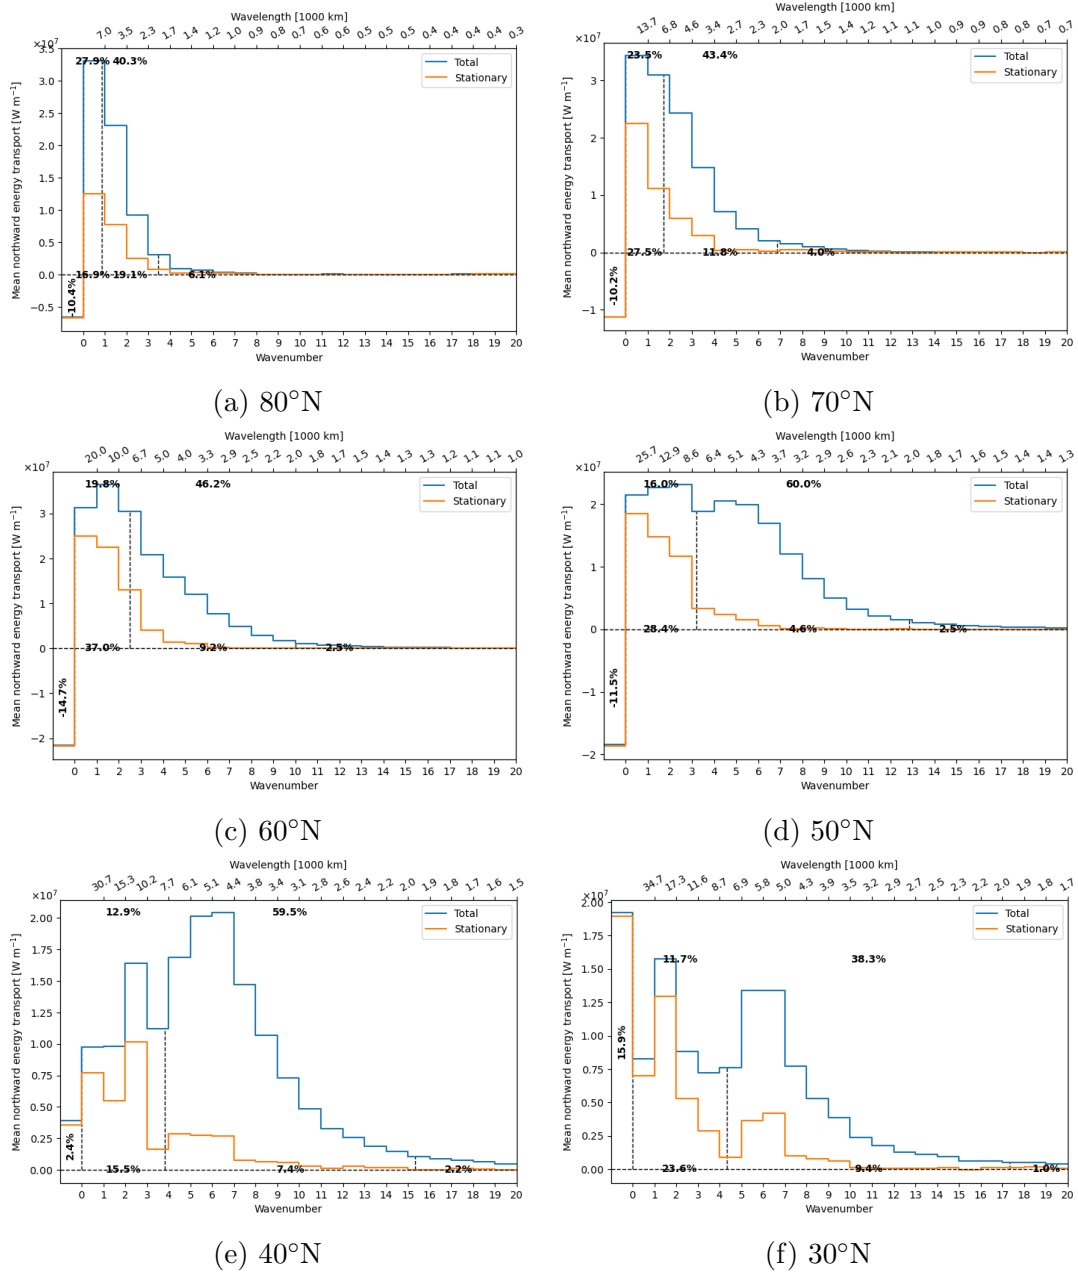 Wavelength [1000 km]
7.0 3.5 2.3 1.7 1.4 1.2 1.0 0.9 0.8 0.7 0.6 0.6 0.5 0.5 0.4 0.4 0.4 0.4 0.3
×10⁷
Mean northward energy transport [W m⁻¹]
3.5
3.0
2.5
2.0
1.5
1.0
0.5
0.0
−0.5
27.9% 40.3%
Total
Stationary
16.9% 19.1% 6.1%
-10.4%
0 1 2 3 4 5 6 7 8 9 10 11 12 13 14 15 16 17 18 19 20
Wavenumber
(a) 80°N
Wavelength [1000 km]
13.7 6.8 4.6 3.4 2.7 2.3 2.0 1.7 1.5 1.4 1.2 1.1 1.1 1.0 0.9 0.9 0.8 0.8 0.7 0.7
×10⁷
Mean northward energy transport [W m⁻¹]
3
2
1
0
−1
23.5% 43.4%
Total
Stationary
27.5% 11.8% 4.0%
-10.2%
0 1 2 3 4 5 6 7 8 9 10 11 12 13 14 15 16 17 18 19 20
Wavenumber
(b) 70°N
Wavelength [1000 km]
20.0 10.0 6.7 5.0 4.0 3.3 2.9 2.5 2.2 2.0 1.8 1.7 1.5 1.4 1.3 1.3 1.2 1.1 1.1 1.0
×10⁷
Mean northward energy transport [W m⁻¹]
3
2
1
0
−1
−2
19.8% 46.2%
Total
Stationary
37.0% 9.2% 2.5%
-14.7%
0 1 2 3 4 5 6 7 8 9 10 11 12 13 14 15 16 17 18 19 20
Wavenumber
(c) 60°N
Wavelength [1000 km]
25.7 12.9 8.6 6.4 5.1 4.3 3.7 3.2 2.9 2.6 2.3 2.1 2.0 1.8 1.7 1.6 1.5 1.4 1.4 1.3
×10⁷
Mean northward energy transport [W m⁻¹]
2
1
0
−1
−2
16.0% 60.0%
Total
Stationary
28.4% 4.6% 2.5%
-11.5%
0 1 2 3 4 5 6 7 8 9 10 11 12 13 14 15 16 17 18 19 20
Wavenumber
(d) 50°N
Wavelength [1000 km]
30.7 15.3 10.2 7.7 6.1 5.1 4.4 3.8 3.4 3.1 2.8 2.6 2.4 2.2 2.0 1.9 1.8 1.7 1.6 1.5
×10⁷
Mean northward energy transport [W m⁻¹]
2.00
1.75
1.50
1.25
1.00
0.75
0.50
0.25
0.00
12.9% 59.5%
Total
Stationary
15.5% 7.4% 2.2%
2.4%
0 1 2 3 4 5 6 7 8 9 10 11 12 13 14 15 16 17 18 19 20
Wavenumber
(e) 40°N
Wavelength [1000 km]
34.7 17.3 11.6 8.7 6.9 5.8 5.0 4.3 3.9 3.5 3.2 2.9 2.7 2.5 2.3 2.2 2.0 1.9 1.8 1.7
×10⁷
Mean northward energy transport [W m⁻¹]
2.00
1.75
1.50
1.25
1.00
0.75
0.50
0.25
0.00
11.7% 38.3%
Total
Stationary
23.6% 9.4% 1.0%
15.9%
0 1 2 3 4 5 6 7 8 9 10 11 12 13 14 15 16 17 18 19 20
Wavenumber
(f) 30°N